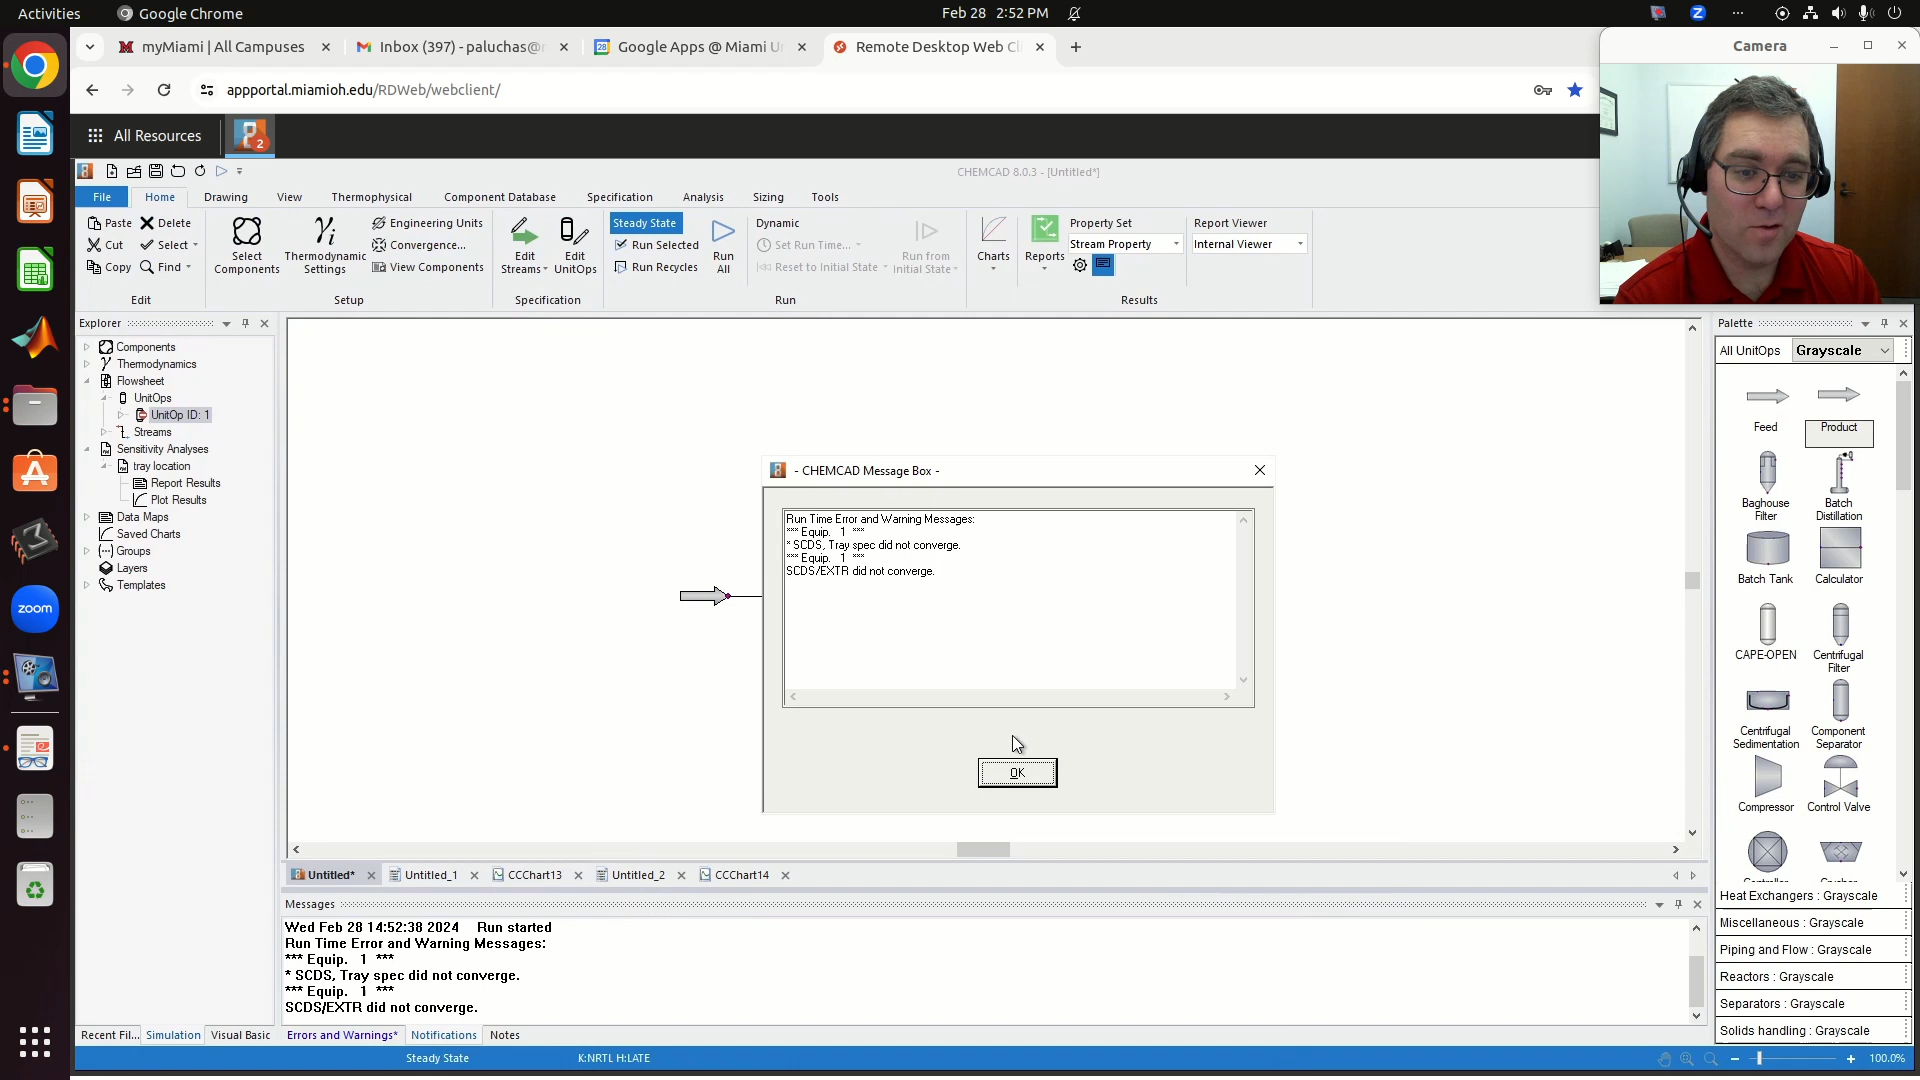 Activities
Google Chrome
Feb 28 2:52 PM
myMiami | All Campuses
Inbox (397) - paluchas@
Google Apps @ Miami U
Remote Desktop Web Cl
Camera
appportal.miamioh.edu/RDWeb/webclient/
All Resources
2
CHEMCAD 8.0.3 - [Untitled*]
File
Home
Drawing
View
Thermophysical
Component Database
Specification
Analysis
Sizing
Tools
Paste
Delete
Cut
Select
Copy
Find
Edit
Select
Components
Thermodynamic
Settings
Engineering Units
Convergence...
View Components
Setup
Edit
Streams
Edit
UnitOps
Specification
Steady State
Run Selected
Run Recycles
Run
All
Dynamic
Set Run Time...
Reset to Initial State
Run from
Initial State
Run
Charts
Reports
Property Set
Stream Property
Report Viewer
Internal Viewer
Results
Explorer
Components
Thermodynamics
Flowsheet
UnitOps
UnitOp ID: 1
Streams
Sensitivity Analyses
tray location
Report Results
Plot Results
Data Maps
Saved Charts
Groups
Layers
Templates
- CHEMCAD Message Box -
Run Time Error and Warning Messages:
*** Equip. 1 ***
* SCDS, Tray spec did not converge.
*** Equip. 1 ***
SCDS/EXTR did not converge.
OK
Palette
All UnitOps
Grayscale
Feed
Product
Baghouse
Filter
Batch
Distillation
Batch Tank
Calculator
CAPE-OPEN
Centrifugal
Filter
Centrifugal
Sedimentation
Component
Separator
Compressor
Control Valve
Heat Exchangers : Grayscale
Miscellaneous : Grayscale
Piping and Flow : Grayscale
Reactors : Grayscale
Separators : Grayscale
Solids handling : Grayscale
Untitled*
Untitled_1
CCChart13
Untitled_2
CCChart14
Messages
Wed Feb 28 14:52:38 2024 Run started
Run Time Error and Warning Messages:
*** Equip. 1 ***
* SCDS, Tray spec did not converge.
*** Equip. 1 ***
SCDS/EXTR did not converge.
Recent Fil...
Simulation
Visual Basic
Errors and Warnings*
Notifications
Notes
Steady State
K:NRTL H:LATE
100.0%
zoom